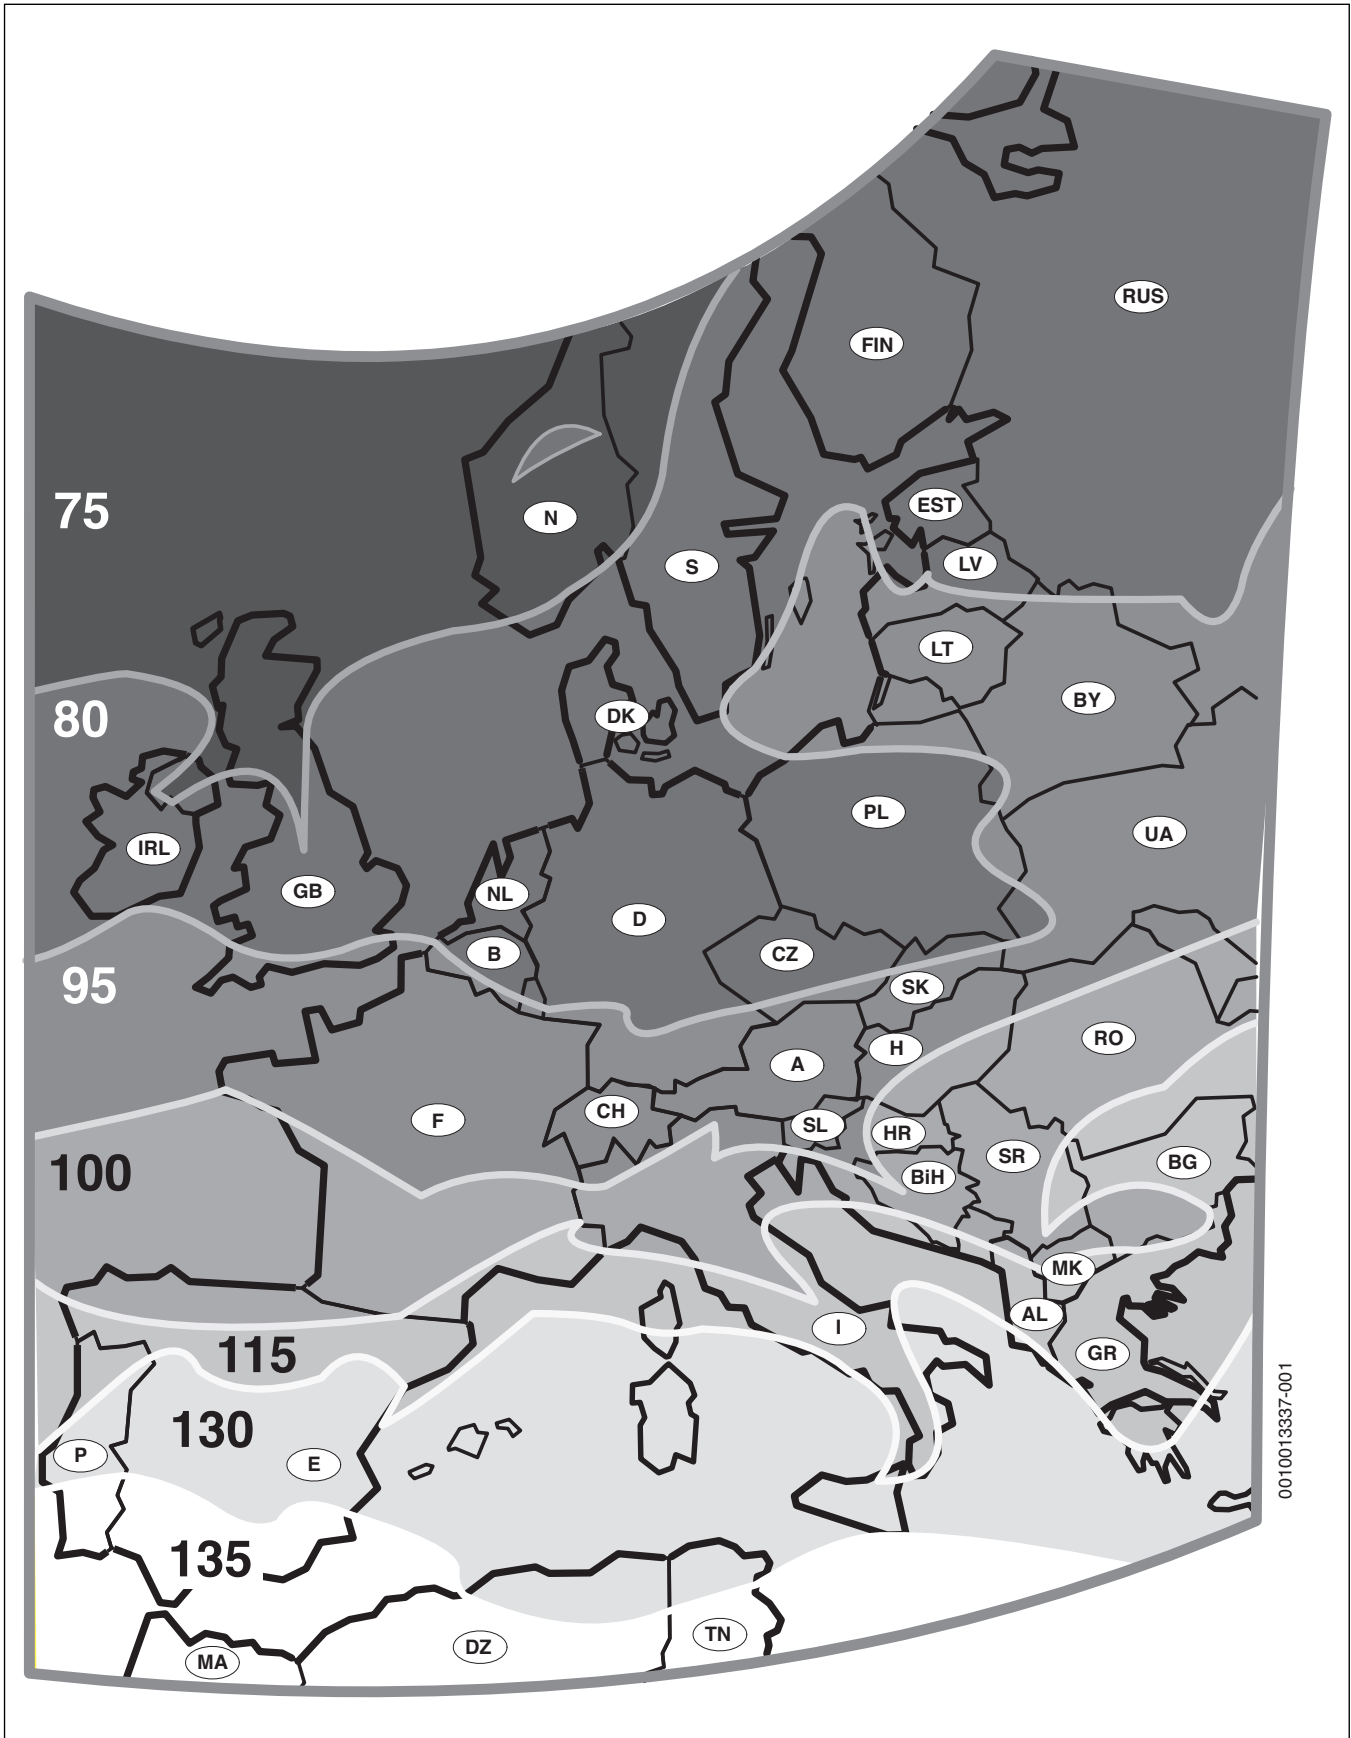 RUS
FIN
75
EST
N
LV
S
LT
80
BY
DK
PL
UA
IRL
GB
NL
D
B
CZ
95
SK
RO
H
A
CH
F
SL
HR
SR
100
BG
BiH
MK
AL
I
115
GR
130
P
E
0010013337-001
135
TN
DZ
MA